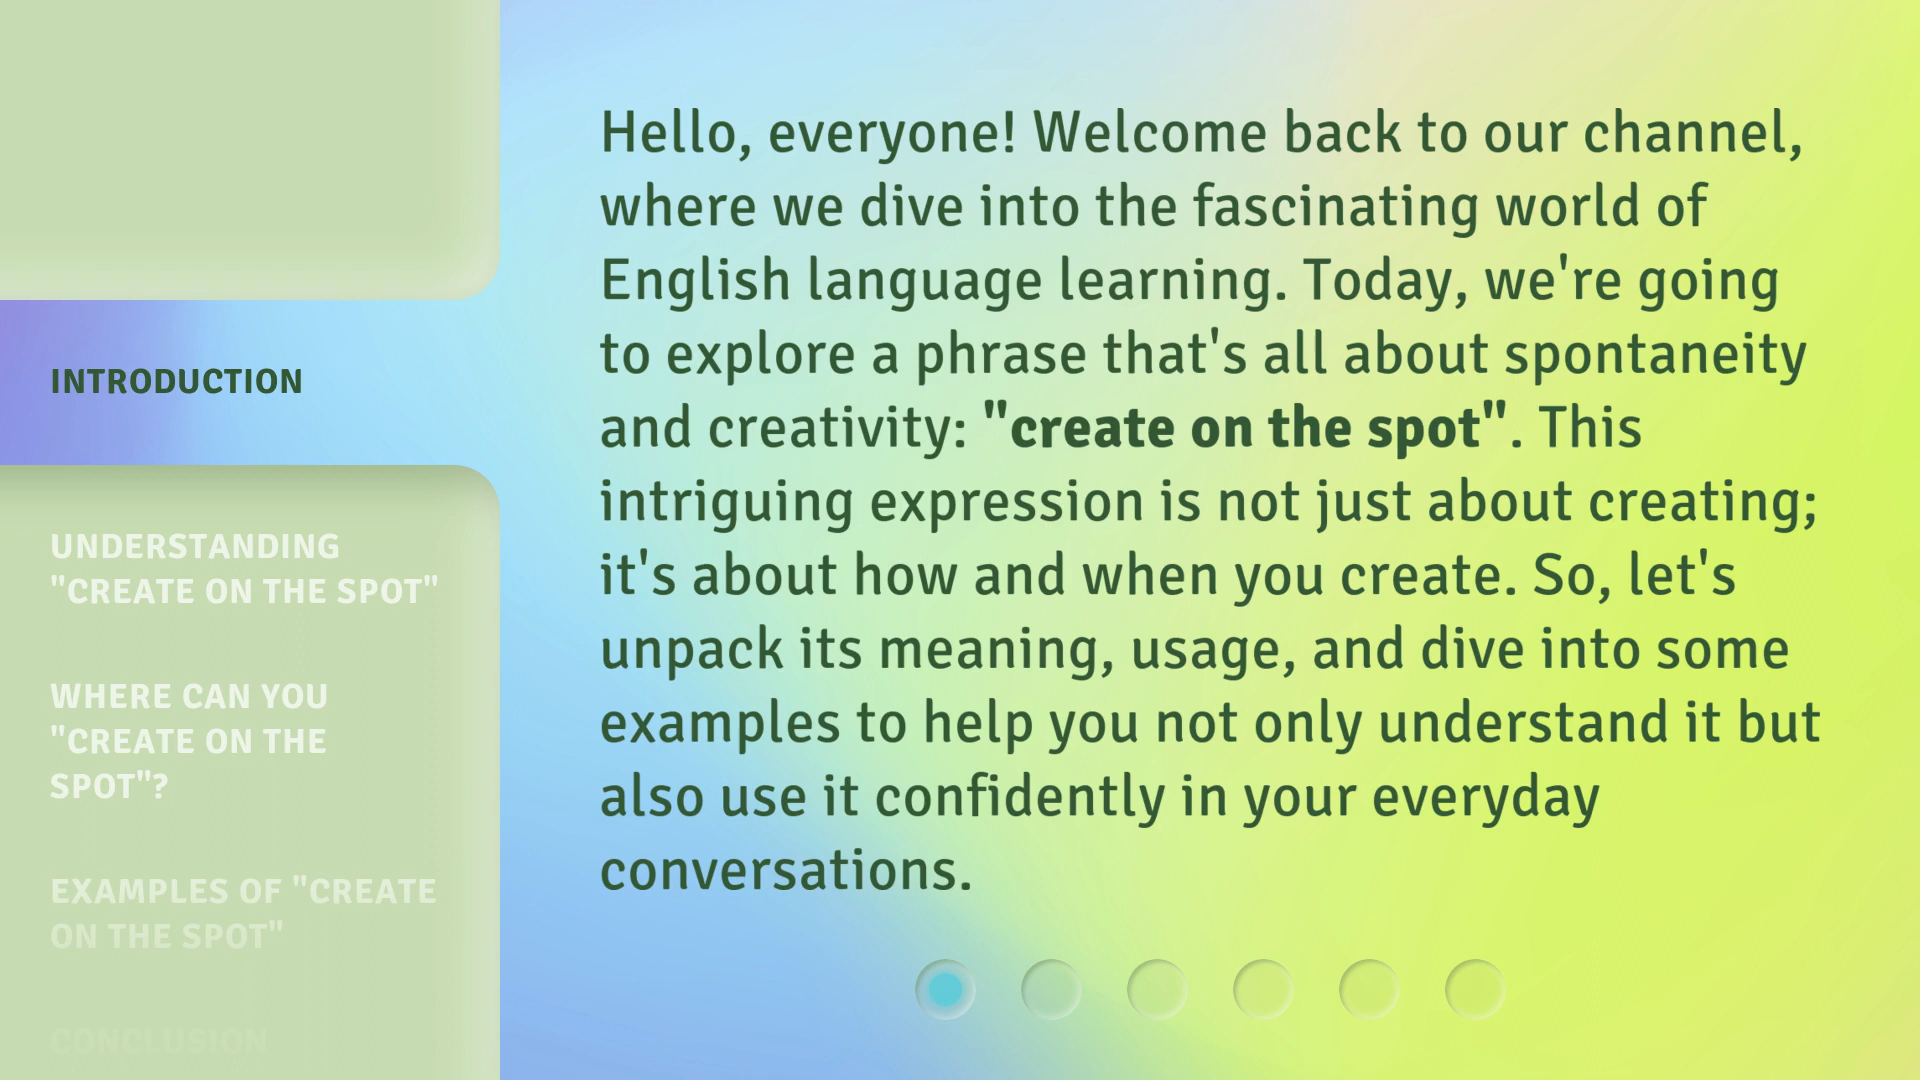 INTRODUCTION
UNDERSTANDING
"CREATE ON THE SPOT"
WHERE CAN YOU
"CREATE ON THE
SPOT"?
EXAMPLES OF "CREATE
ON THE SPOT"
CONCLUSION
Hello, everyone! Welcome back to our channel,
where we dive into the fascinating world of
English language learning. Today, we're going
to explore a phrase that's all about spontaneity
and creativity: "create on the spot". This
intriguing expression is not just about creating;
it's about how and when you create. So, let's
unpack its meaning, usage, and dive into some
examples to help you not only understand it but
also use it confidently in your everyday
conversations.